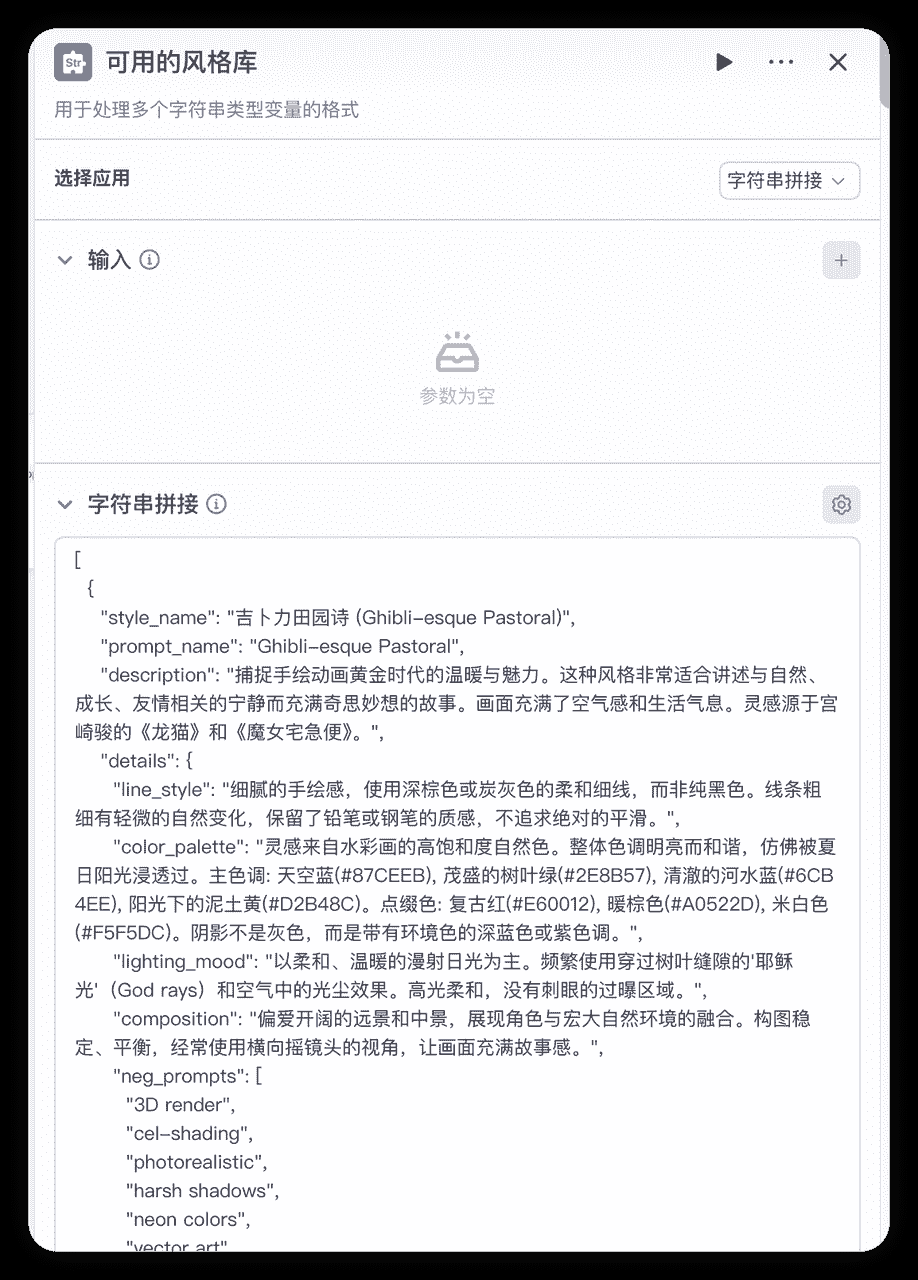 Str
可用的风格库
用于处理多个字符串类型变量的格式
选择应用
字符串拼接
输入
参数为空
字符串拼接
[
{
"style_name": "吉卜力田园诗 (Ghibli-esque Pastoral)",
"prompt_name": "Ghibli-esque Pastoral",
"description": "捕捉手绘动画黄金时代的温暖与魅力。这种风格非常适合讲述与自然、
成长、友情相关的宁静而充满奇思妙想的故事。画面充满了空气感和生活气息。灵感源于宫
崎骏的《龙猫》和《魔女宅急便》。",
"details": {
"line_style": "细腻的手绘感，使用深棕色或炭灰色的柔和细线，而非纯黑色。线条粗
细有轻微的自然变化，保留了铅笔或钢笔的质感，不追求绝对的平滑。",
"color_palette": "灵感来自水彩画的高饱和度自然色。整体色调明亮而和谐，仿佛被夏
日阳光浸透过。主色调: 天空蓝(#87CEEB), 茂盛的树叶绿(#2E8B57), 清澈的河水蓝(#6CB
4EE), 阳光下的泥土黄(#D2B48C)。点缀色: 复古红(#E60012), 暖棕色(#A0522D), 米白色
(#F5F5DC)。阴影不是灰色，而是带有环境色的深蓝色或紫色调。",
"lighting_mood": "以柔和、温暖的漫射日光为主。频繁使用穿过树叶缝隙的'耶稣
光'（God rays）和空气中的光尘效果。高光柔和，没有刺眼的过曝区域。",
"composition": "偏爱开阔的远景和中景，展现角色与宏大自然环境的融合。构图稳
定、平衡，经常使用横向摇镜头的视角，让画面充满故事感。",
"neg_prompts": [
"3D render",
"cel-shading",
"photorealistic",
"harsh shadows",
"neon colors",
"vector art"